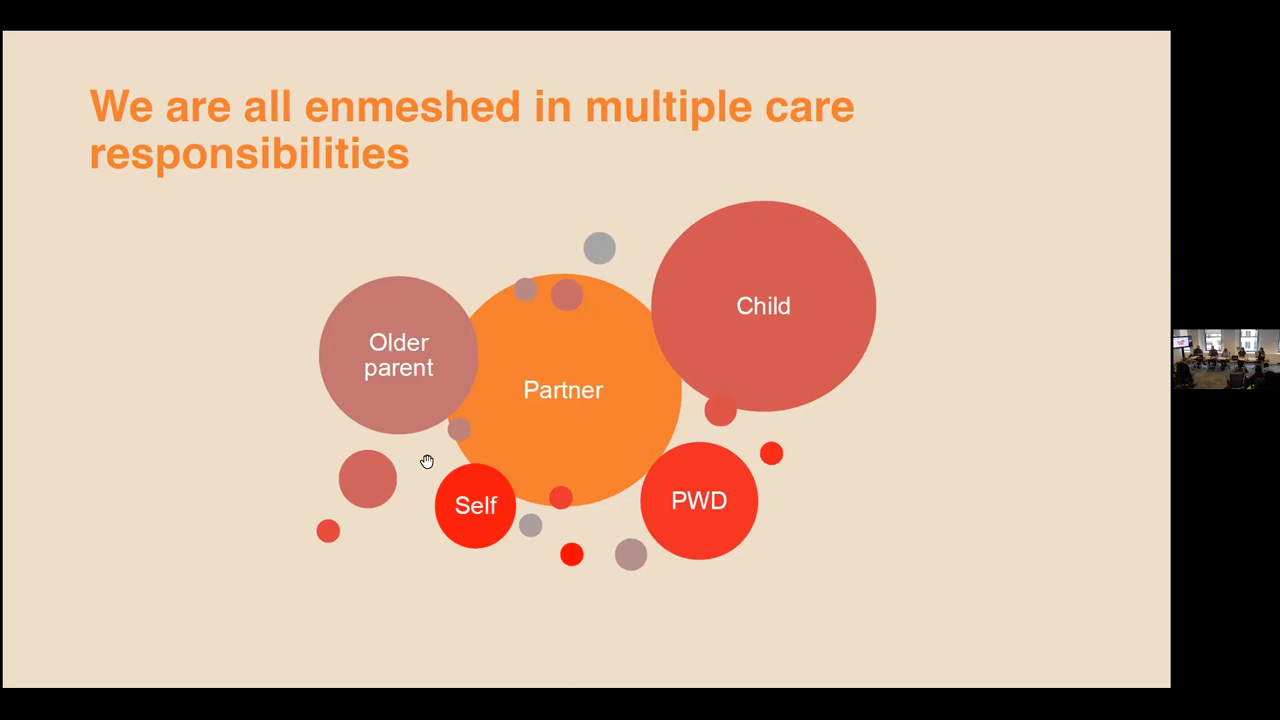 We are all enmeshed in multiple care
responsibilities
Child
Older
parent
Partner
Self
PWD